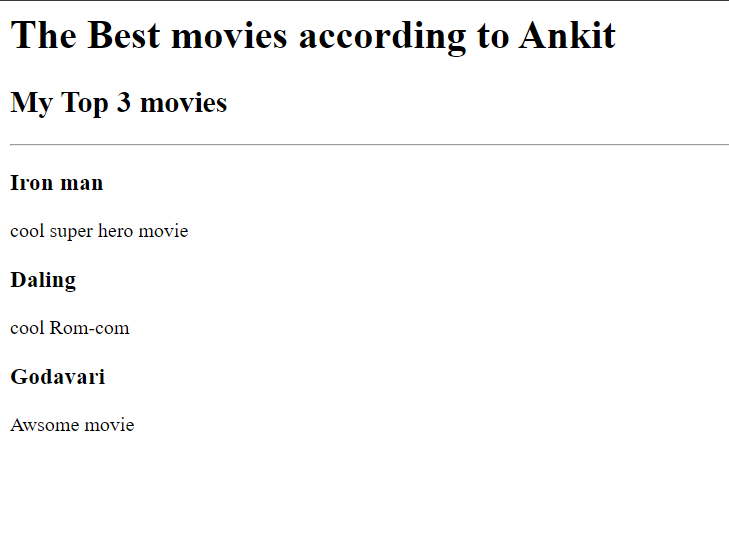 The Best movies according to Ankit
My Top 3 movies
Iron man
cool super hero movie
Daling
cool Rom-com
Godavari
Awsome movie